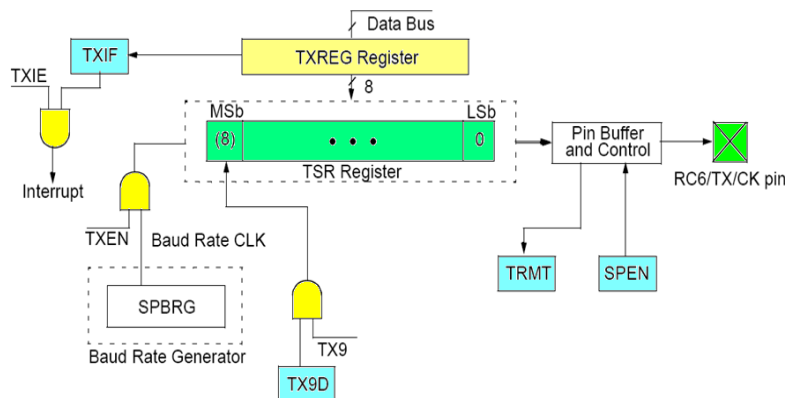 Data Bus
TXIF
TXREG Register
TXIE
8
MSb
LSb
(8)
0
TSR Register
Pin Buffer
and Control
RC6/TX/CK pin
Interrupt
TXEN
Baud Rate CLK
TRMT
SPEN
SPBRG
TX9
Baud Rate Generator
TX9D